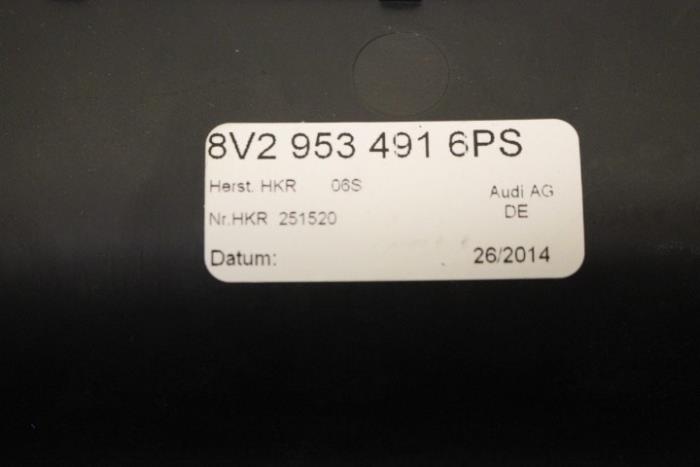 8V2 953 491 6PS
Herst. HKR 06S Audi AG
Nr.HKR 251520 DE
Datum: 26/2014